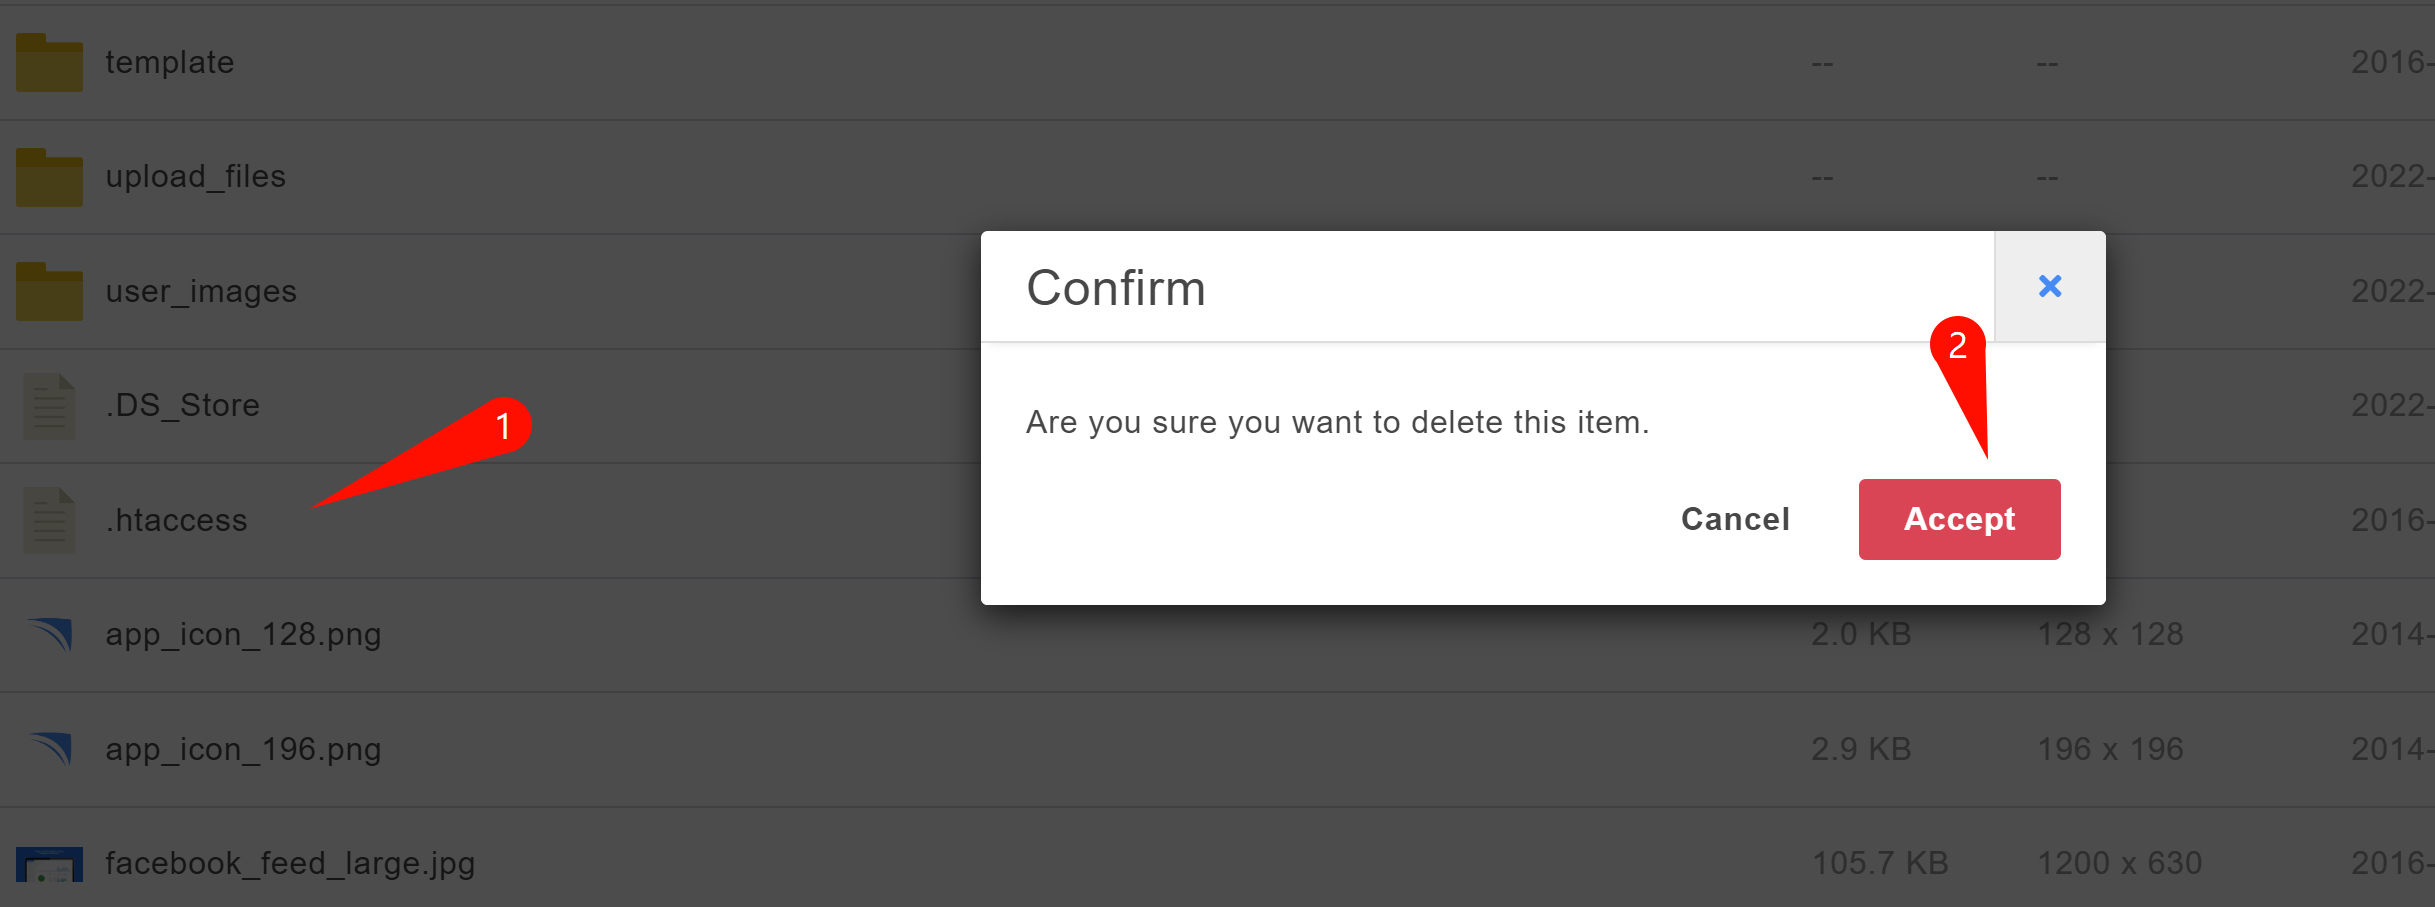 template -- -- 2016-
upload_files -- -- 2022-
user_images 2022-
Confirm
2
.DS_Store 2022-
1
Are you sure you want to delete this item.
.htaccess 2016-
Cancel Accept
app_icon_128.png 2.0 KB 128 x 128 2014-
app_icon_196.png 2.9 KB 196 x 196 2014-
facebook_feed_large.jpg 105.7 KB 1200 x 630 2016-